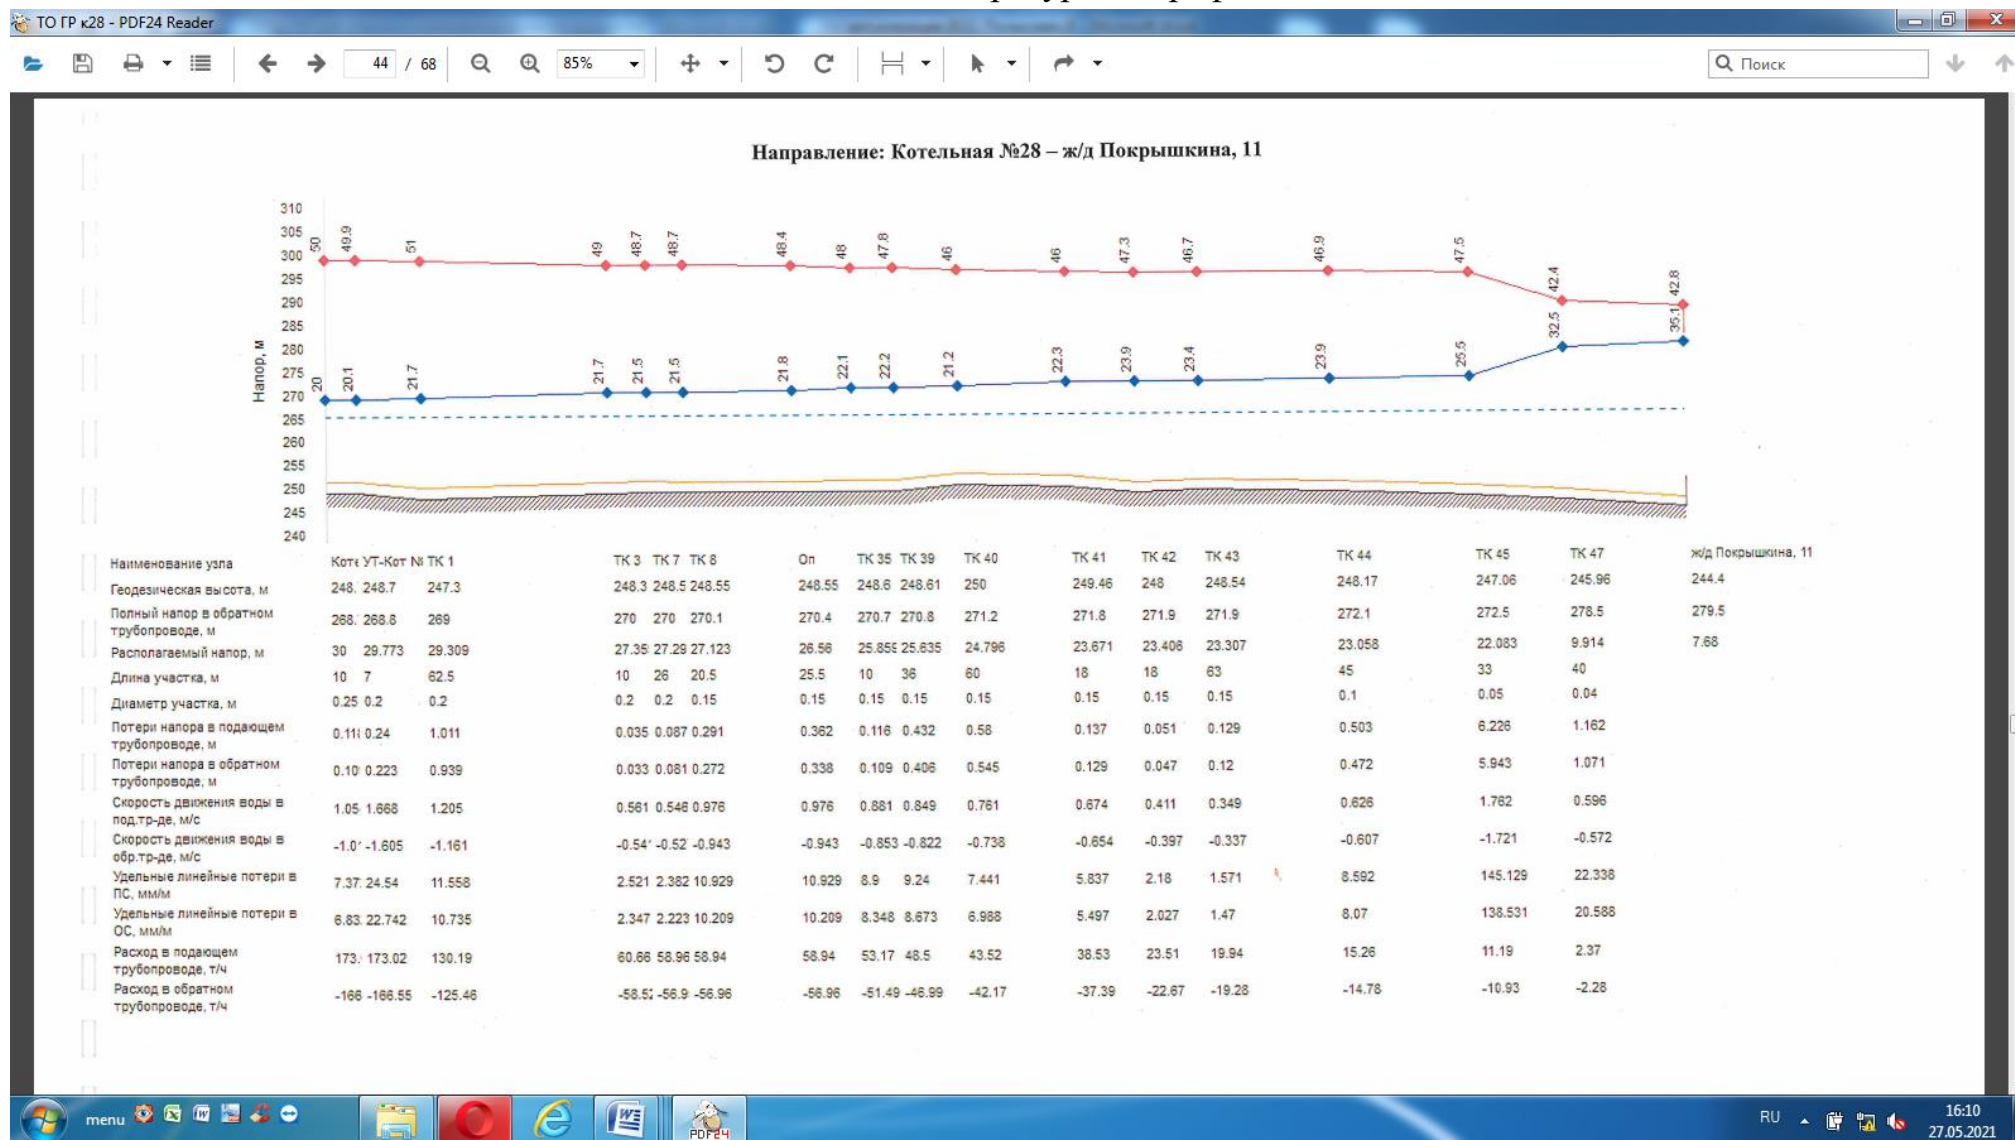 ТО ГР к28 - PDF24 Reader
44 / 68
85%
Поиск
Направление: Котельная №28 – ж/д Покрышкина, 11
Напор, м
310
305
300
295
290
285
280
275
270
265
260
255
250
245
240
50 49.9 51 49 48.7 48.7 48.4 48 47.8 46 46 47.3 46.7 46.9 47.5 42.4 42.8
20 20.1 21.7 21.7 21.5 21.5 21.8 22.1 22.2 21.2 22.3 23.9 23.4 23.9 25.5 32.5 35.1
Наименование узла Коте УТ-Кот № ТК 1 ТК 3 ТК 7 ТК 8 Оп ТК 35 ТК 39 ТК 40 ТК 41 ТК 42 ТК 43 ТК 44 ТК 45 ТК 47 ж/д Покрышкина, 11
Геодезическая высота, м 248. 248.7 247.3 248.3 248.5 248.55 248.55 248.6 248.61 250 249.46 248 248.54 248.17 247.06 245.96 244.4
Полный напор в обратном
трубопроводе, м 268. 268.8 269 270 270 270.1 270.4 270.7 270.8 271.2 271.8 271.9 271.9 272.1 272.5 278.5 279.5
Располагаемый напор, м 30 29.773 29.309 27.35 27.29 27.123 26.56 25.859 25.635 24.796 23.671 23.406 23.307 23.058 22.083 9.914 7.68
Длина участка, м 10 7 62.5 10 26 20.5 25.5 10 36 60 18 18 63 45 33 40
Диаметр участка, м 0.25 0.2 0.2 0.2 0.2 0.15 0.15 0.15 0.15 0.15 0.15 0.15 0.15 0.1 0.05 0.04
Потери напора в подающем
трубопроводе, м 0.118 0.24 1.011 0.035 0.087 0.291 0.362 0.116 0.432 0.58 0.137 0.051 0.129 0.503 6.226 1.162
Потери напора в обратном
трубопроводе, м 0.10 0.223 0.939 0.033 0.081 0.272 0.338 0.109 0.406 0.545 0.129 0.047 0.12 0.472 5.943 1.071
Скорость движения воды в
под.тр-де, м/с 1.05 1.668 1.205 0.561 0.546 0.976 0.976 0.881 0.849 0.761 0.674 0.411 0.349 0.626 1.762 0.596
Скорость движения воды в
обр.тр-де, м/с -1.0 -1.605 -1.161 -0.54 -0.52 -0.943 -0.943 -0.853 -0.822 -0.738 -0.654 -0.397 -0.337 -0.607 -1.721 -0.572
Удельные линейные потери в
ПС, мм/м 7.37 24.54 11.558 2.521 2.382 10.929 10.929 8.9 9.24 7.441 5.837 2.18 1.571 8.592 145.129 22.338
Удельные линейные потери в
ОС, мм/м 6.83 22.742 10.735 2.347 2.223 10.209 10.209 8.348 8.673 6.988 5.497 2.027 1.47 8.07 138.531 20.588
Расход в подающем
трубопроводе, т/ч 173. 173.02 130.19 60.66 58.96 58.94 58.94 53.17 48.5 43.52 38.53 23.51 19.94 15.26 11.19 2.37
Расход в обратном
трубопроводе, т/ч -166 -166.55 -125.46 -58.52 -56.9 -56.96 -56.96 -51.49 -46.99 -42.17 -37.39 -22.67 -19.28 -14.78 -10.93 -2.28
menu
PDF24
RU
16:10
27.05.2021